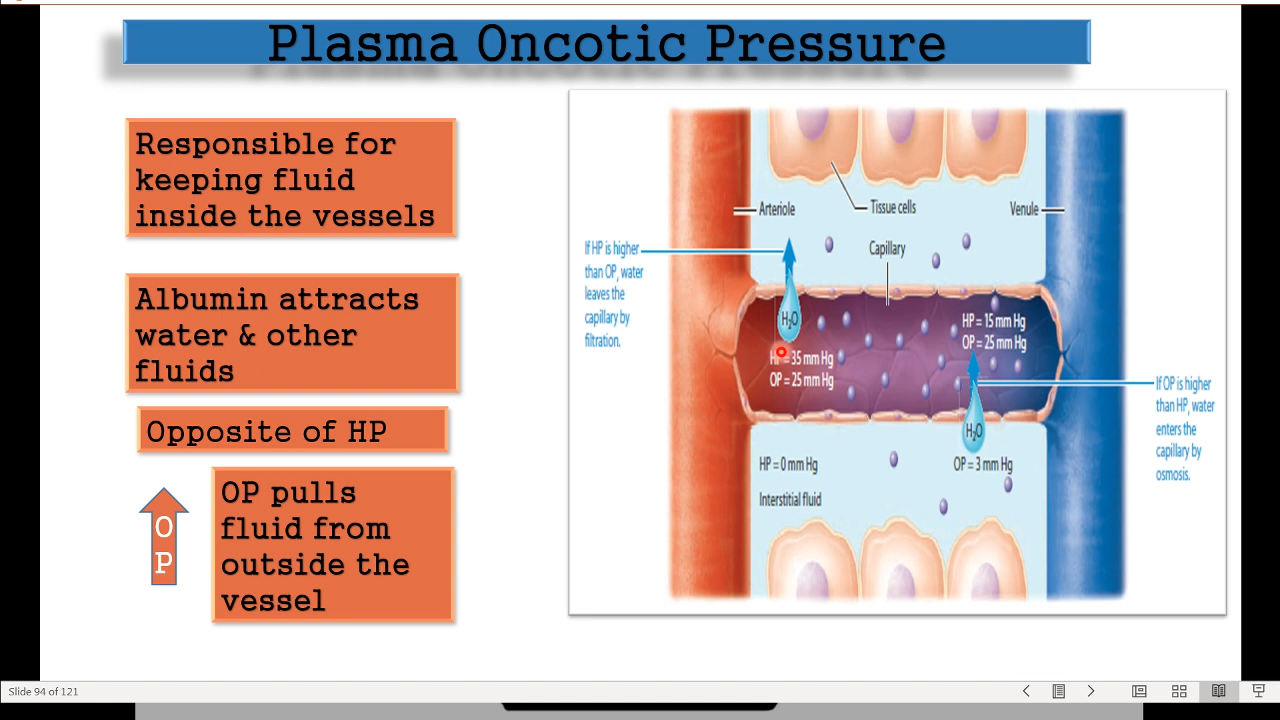 Plasma Oncotic Pressure
Responsible for
keeping fluid
inside the vessels
Albumin attracts
water & other
fluids
Opposite of HP
O
P
OP pulls
fluid from
outside the
vessel
Arteriole
Tissue cells
Venule
Capillary
If HP is higher
than OP, water
leaves the
capillary by
filtration.
H₂O
HP = 35 mm Hg
OP = 25 mm Hg
HP = 15 mm Hg
OP = 25 mm Hg
If OP is higher
than HP, water
enters the
capillary by
osmosis.
H₂O
HP = 0 mm Hg
OP = 3 mm Hg
Interstitial fluid
Slide 94 of 121